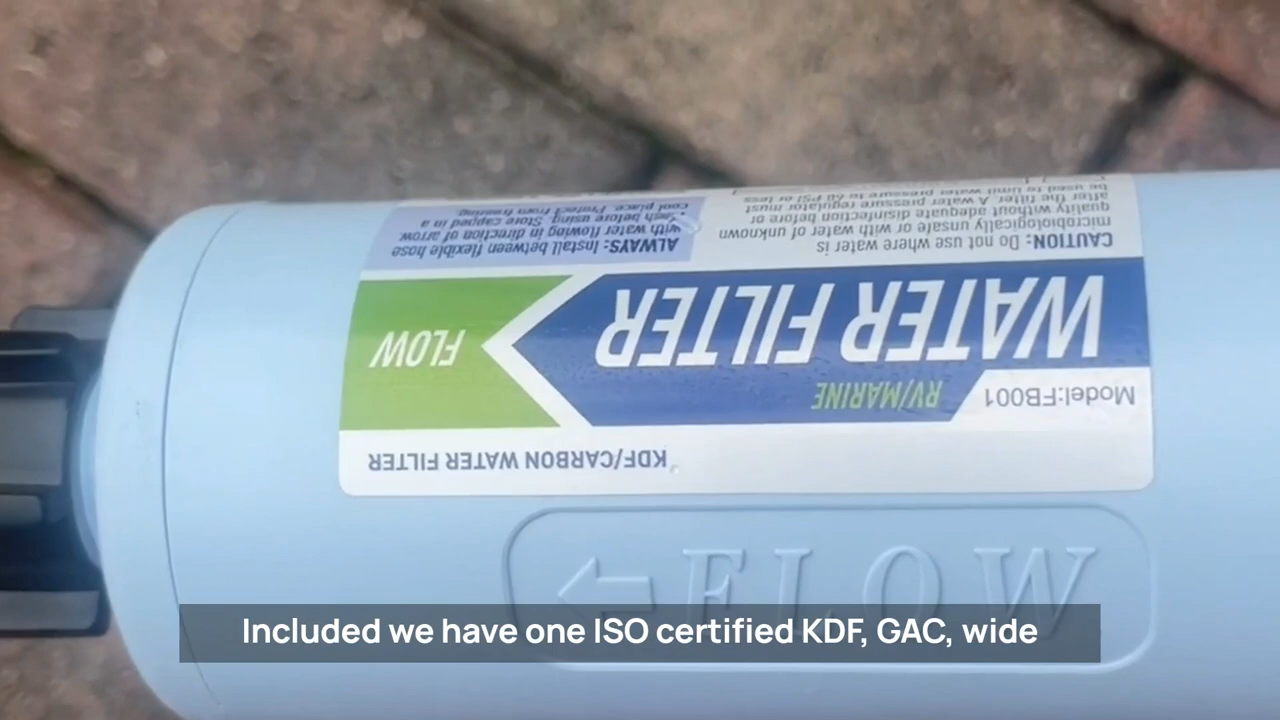 *KDF/CARBON WATER FILTER
Model:FB001
RV/MARINE
WATER FILTER
FLOW
CAUTION: Do not use where water is
microbiologically unsafe or with water of unknown
quality without adequate disinfection before or
after the filter. A water pressure regulator must
be used to limit water pressure to 60 PSI or less
ALWAYS: Install between flexible hose
with water flowing in direction of arrow.
before using. Store capped in a
cool place. Protect from freezing.
← FLOW
Included we have one ISO certified KDF, GAC, wide